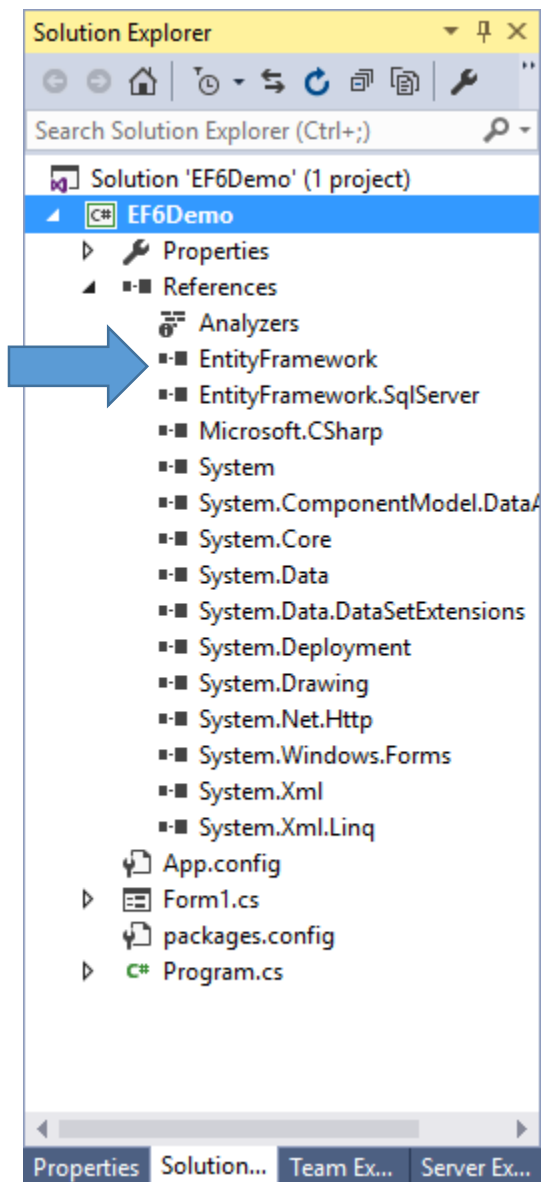 Solution Explorer
Search Solution Explorer (Ctrl+;)
Solution 'EF6Demo' (1 project)
C# EF6Demo
Properties
References
Analyzers
EntityFramework
EntityFramework.SqlServer
Microsoft.CSharp
System
System.ComponentModel.DataA
System.Core
System.Data
System.Data.DataSetExtensions
System.Deployment
System.Drawing
System.Net.Http
System.Windows.Forms
System.Xml
System.Xml.Linq
App.config
Form1.cs
packages.config
C# Program.cs
Properties Solution... Team Ex... Server Ex...